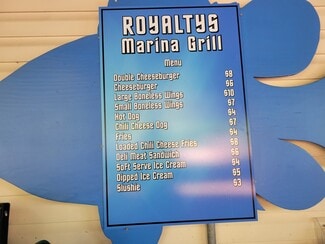 ROYALTYS
Marina Grill
Menu
Double Cheeseburger $8
Cheeseburger $6
Large Boneless Wings $10
Small Boneless Wings $7
Hot Dog $4
Chili Cheese Dog $7
Fries $4
Loaded Chili Cheese Fries $8
Deli Meat Sandwich $6
Soft Serve Ice Cream $4
Dipped Ice Cream $5
Slushie $3